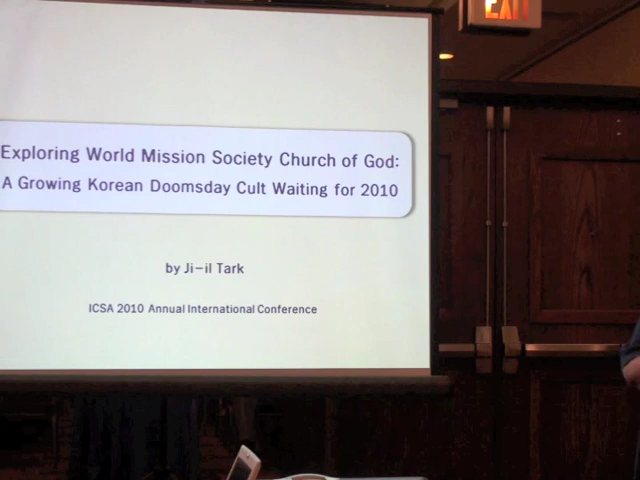 EXIT
Exploring World Mission Society Church of God:
A Growing Korean Doomsday Cult Waiting for 2010
by Ji-il Tark
ICSA 2010 Annual International Conference